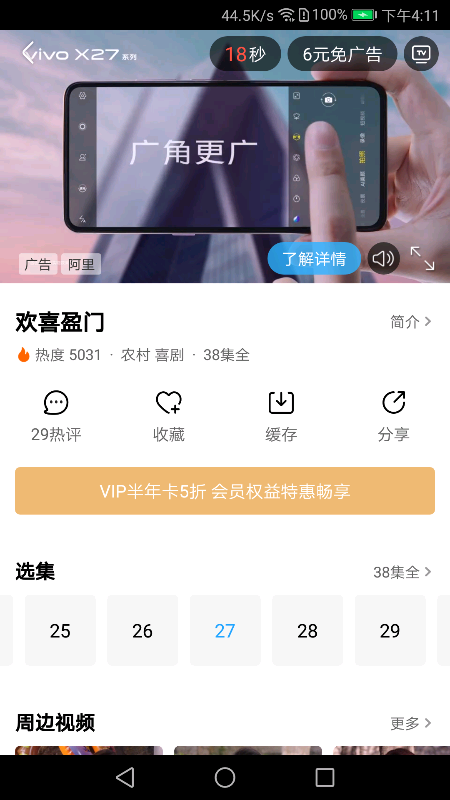 44.5K/s 100% 下午4:11
vivo X27系列 18秒 6元免广告 TV
广角更广
广告 阿里 了解详情
欢喜盈门 简介
热度 5031 · 农村 喜剧 · 38集全
29热评 收藏 缓存 分享
VIP半年卡5折 会员权益特惠畅享
选集 38集全
25 26 27 28 29
周边视频 更多